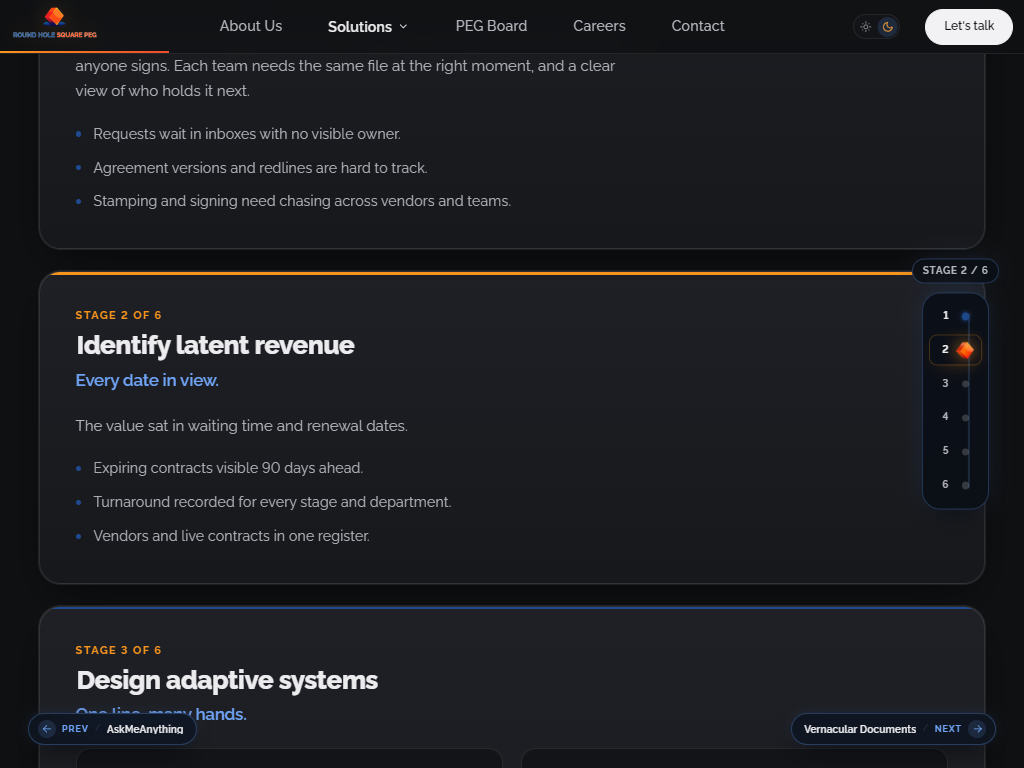 ROUND HOLE SQUARE PEG
About Us
Solutions
PEG Board
Careers
Contact
Let's talk
anyone signs. Each team needs the same file at the right moment, and a clear
view of who holds it next.
Requests wait in inboxes with no visible owner.
Agreement versions and redlines are hard to track.
Stamping and signing need chasing across vendors and teams.
STAGE 2 / 6
1
2
3
4
5
6
STAGE 2 OF 6
Identify latent revenue
Every date in view.
The value sat in waiting time and renewal dates.
Expiring contracts visible 90 days ahead.
Turnaround recorded for every stage and department.
Vendors and live contracts in one register.
STAGE 3 OF 6
Design adaptive systems
One line, many hands.
PREV / AskMeAnything
Vernacular Documents / NEXT